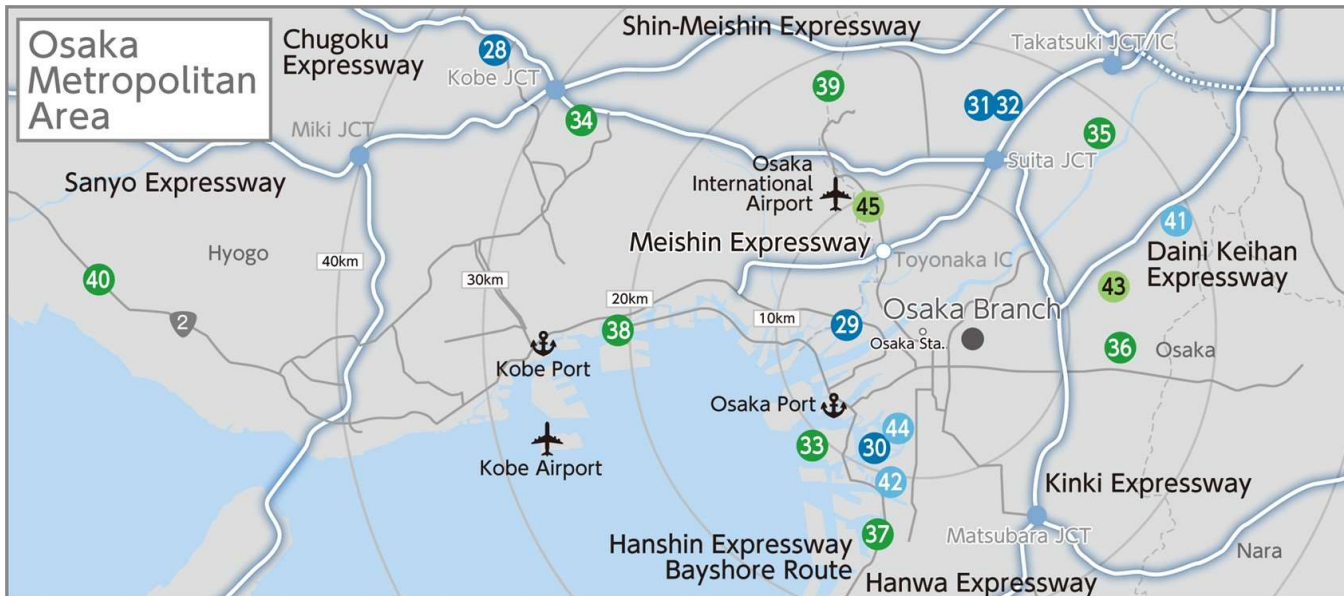 Osaka
Metropolitan
Area
Chugoku
Expressway
28
Kobe JCT
Shin-Meishin Expressway
Takatsuki JCT/IC
39
31
32
34
35
Miki JCT
Suita JCT
Sanyo Expressway
Osaka
International
Airport
45
41
Hyogo
40km
Meishin Expressway
Toyonaka IC
Daini Keihan
Expressway
40
30km
43
20km
2
10km
29
Osaka Branch
Osaka Sta.
38
36
Osaka
Kobe Port
Osaka Port
44
33
30
Kobe Airport
42
Kinki Expressway
37
Hanshin Expressway
Bayshore Route
Matsubara JCT
Nara
Hanwa Expressway